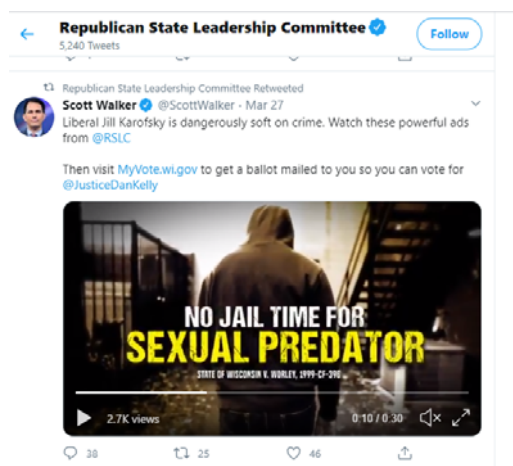 Republican State Leadership Committee
5,240 Tweets
Follow
Republican State Leadership Committee Retweeted
Scott Walker @ScottWalker · Mar 27
Liberal Jill Karofsky is dangerously soft on crime. Watch these powerful ads
from @RSLC
Then visit MyVote.wi.gov to get a ballot mailed to you so you can vote for
@JusticeDanKelly
NO JAIL TIME FOR
SEXUAL PREDATOR
STATE OF WISCONSIN V. WORLEY, 1999-CF-390
2.7K views
0:10 / 0:30
38
25
46